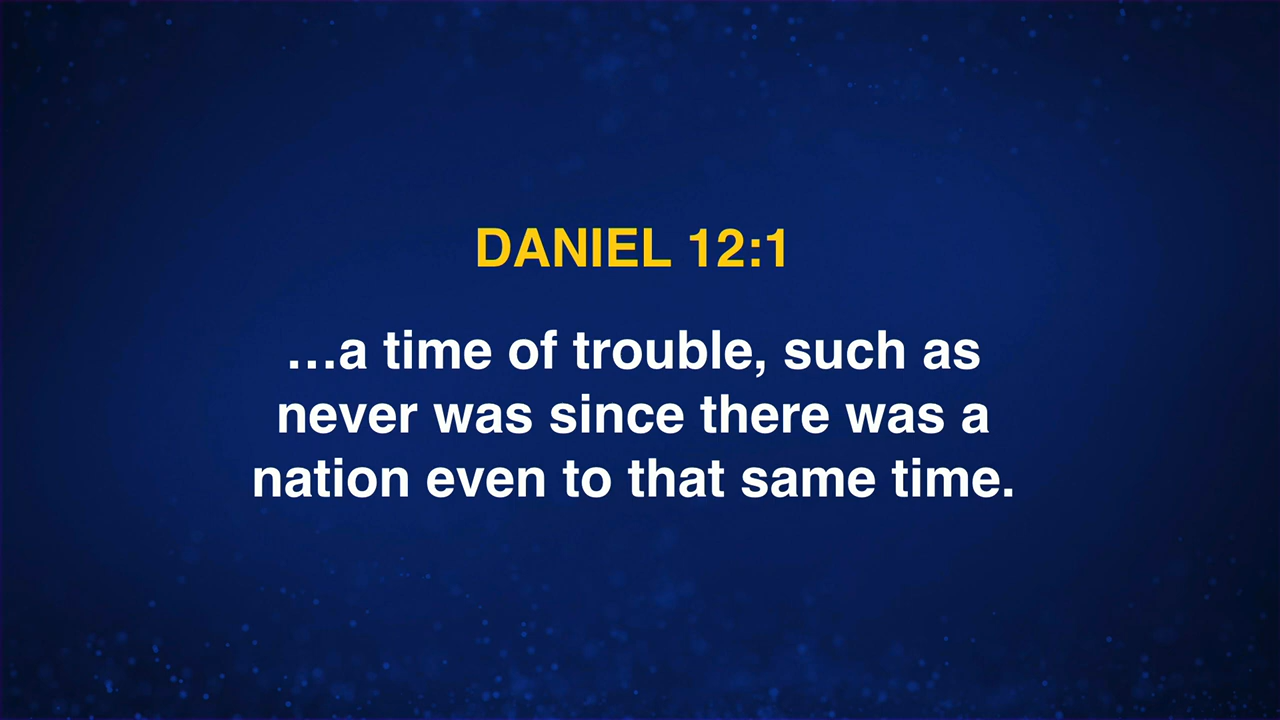 DANIEL 12:1
…a time of trouble, such as
never was since there was a
nation even to that same time.